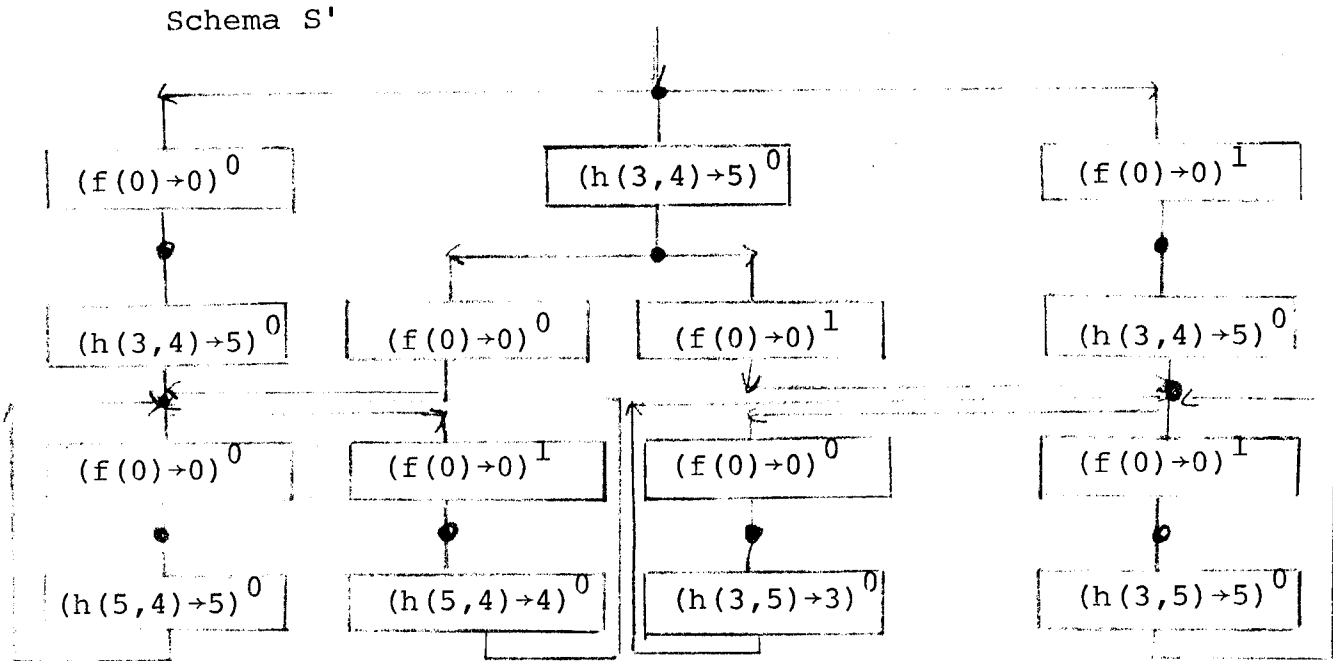 Schema S'
(f(0)→0)⁰ (h(3,4)→5)⁰ (f(0)→0)¹
(h(3,4)→5)⁰ (f(0)→0)⁰ (f(0)→0)¹ (h(3,4)→5)⁰
(f(0)→0)⁰ (f(0)→0)¹ (f(0)→0)⁰ (f(0)→0)¹
(h(5,4)→5)⁰ (h(5,4)→4)⁰ (h(3,5)→3)⁰ (h(3,5)→5)⁰